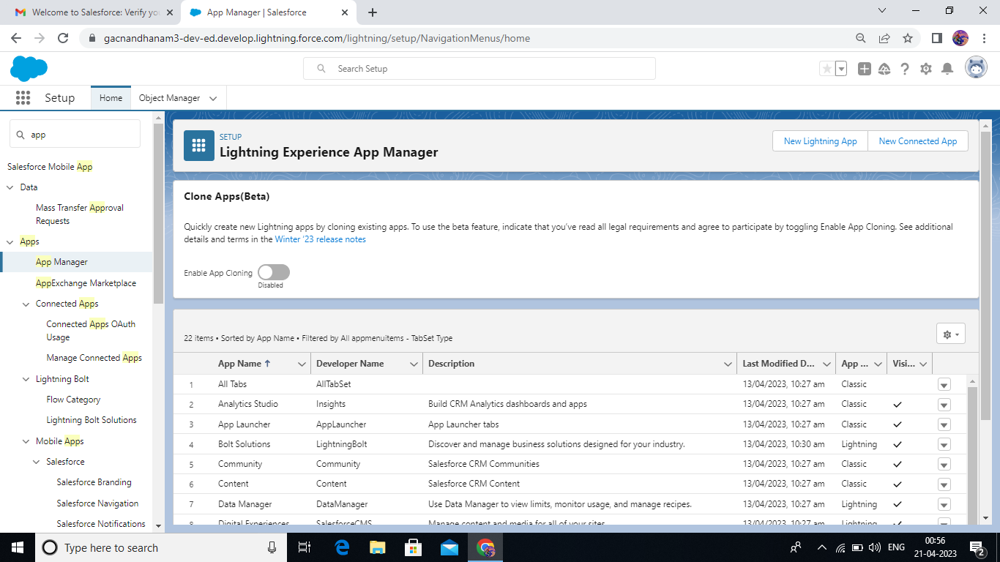 Welcome to Salesforce: Verify yo
App Manager | Salesforce
gacnandhanam3-dev-ed.develop.lightning.force.com/lightning/setup/NavigationMenus/home
Search Setup
Setup
Home
Object Manager
app
Salesforce Mobile App
Data
Mass Transfer Approval
Requests
Apps
App Manager
AppExchange Marketplace
Connected Apps
Connected Apps OAuth
Usage
Manage Connected Apps
Lightning Bolt
Flow Category
Lightning Bolt Solutions
Mobile Apps
Salesforce
Salesforce Branding
Salesforce Navigation
Salesforce Notifications
SETUP
Lightning Experience App Manager
New Lightning App
New Connected App
Clone Apps(Beta)
Quickly create new Lightning apps by cloning existing apps. To use the beta feature, indicate that you've read all legal requirements and agree to participate by toggling Enable App Cloning. See additional
details and terms in the Winter '23 release notes
Enable App Cloning
Disabled
22 items • Sorted by App Name • Filtered by All appmenuitems - TabSet Type
App Name Developer Name Description Last Modified D... App ... Visi...
1 All Tabs AllTabSet 13/04/2023, 10:27 am Classic
2 Analytics Studio Insights Build CRM Analytics dashboards and apps 13/04/2023, 10:27 am Classic
3 App Launcher AppLauncher App Launcher tabs 13/04/2023, 10:27 am Classic
4 Bolt Solutions LightningBolt Discover and manage business solutions designed for your industry. 13/04/2023, 10:30 am Lightning
5 Community Community Salesforce CRM Communities 13/04/2023, 10:27 am Classic
6 Content Content Salesforce CRM Content 13/04/2023, 10:27 am Classic
7 Data Manager DataManager Use Data Manager to view limits, monitor usage, and manage recipes. 13/04/2023, 10:27 am Lightning
8 Digital Experiences SalesforceCMS Manage content and media for all of your sites. 13/04/2023, 10:27 am Lightning
Type here to search
ENG
00:56
21-04-2023
2